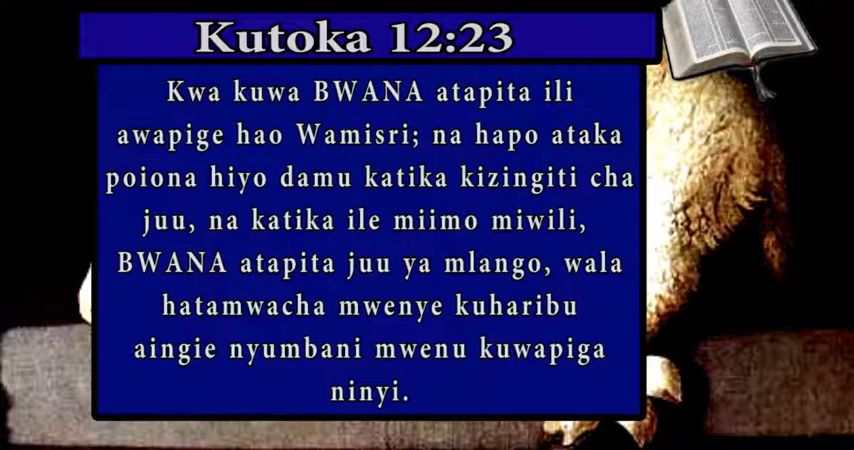 Kutoka 12:23
Kwa kuwa BWANA atapita ili
awapige hao Wamisri; na hapo ataka
poiona hiyo damu katika kizingiti cha
juu, na katika ile miimo miwili,
BWANA atapita juu ya mlango, wala
hatamwacha mwenye kuharibu
aingie nyumbani mwenu kuwapiga
ninyi.